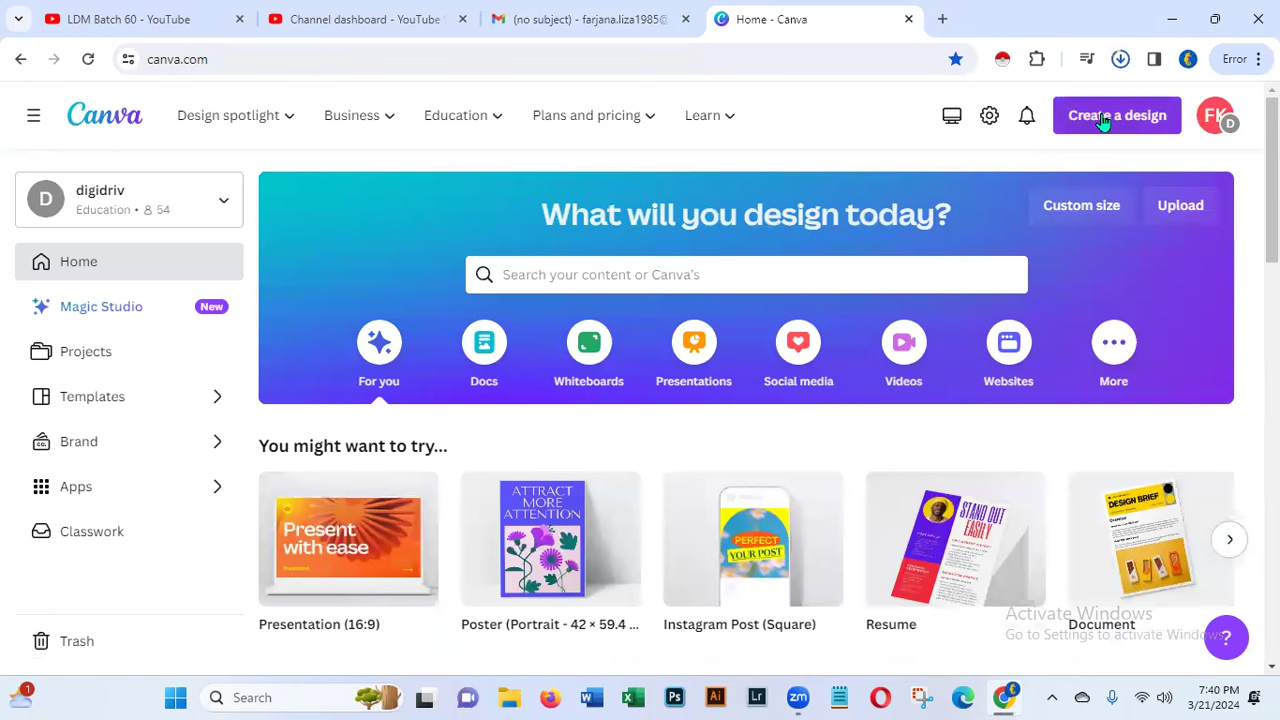 LDM Batch 60 - YouTube
Channel dashboard - YouTube
(no subject) - farjana.liza1985@
Home - Canva
canva.com
Error
Canva
Design spotlight
Business
Education
Plans and pricing
Learn
Create a design
FK
D
D
digidriv
Education • 54
What will you design today?
Custom size
Upload
Search your content or Canva's
Home
Magic Studio
New
Projects
Templates
Brand
Apps
Classwork
Trash
For you
Docs
Whiteboards
Presentations
Social media
Videos
Websites
More
You might want to try...
Present
with ease
ATTRACT
MORE
ATTENTION
PERFECT
YOUR POST
STAND OUT
EASILY
DESIGN BRIEF
Presentation (16:9)
Poster (Portrait - 42 × 59.4 ...
Instagram Post (Square)
Resume
Document
Activate Windows
Go to Settings to activate Windows.
?
1
Search
Ps
Ai
Lr
zm
7:40 PM
3/21/2024